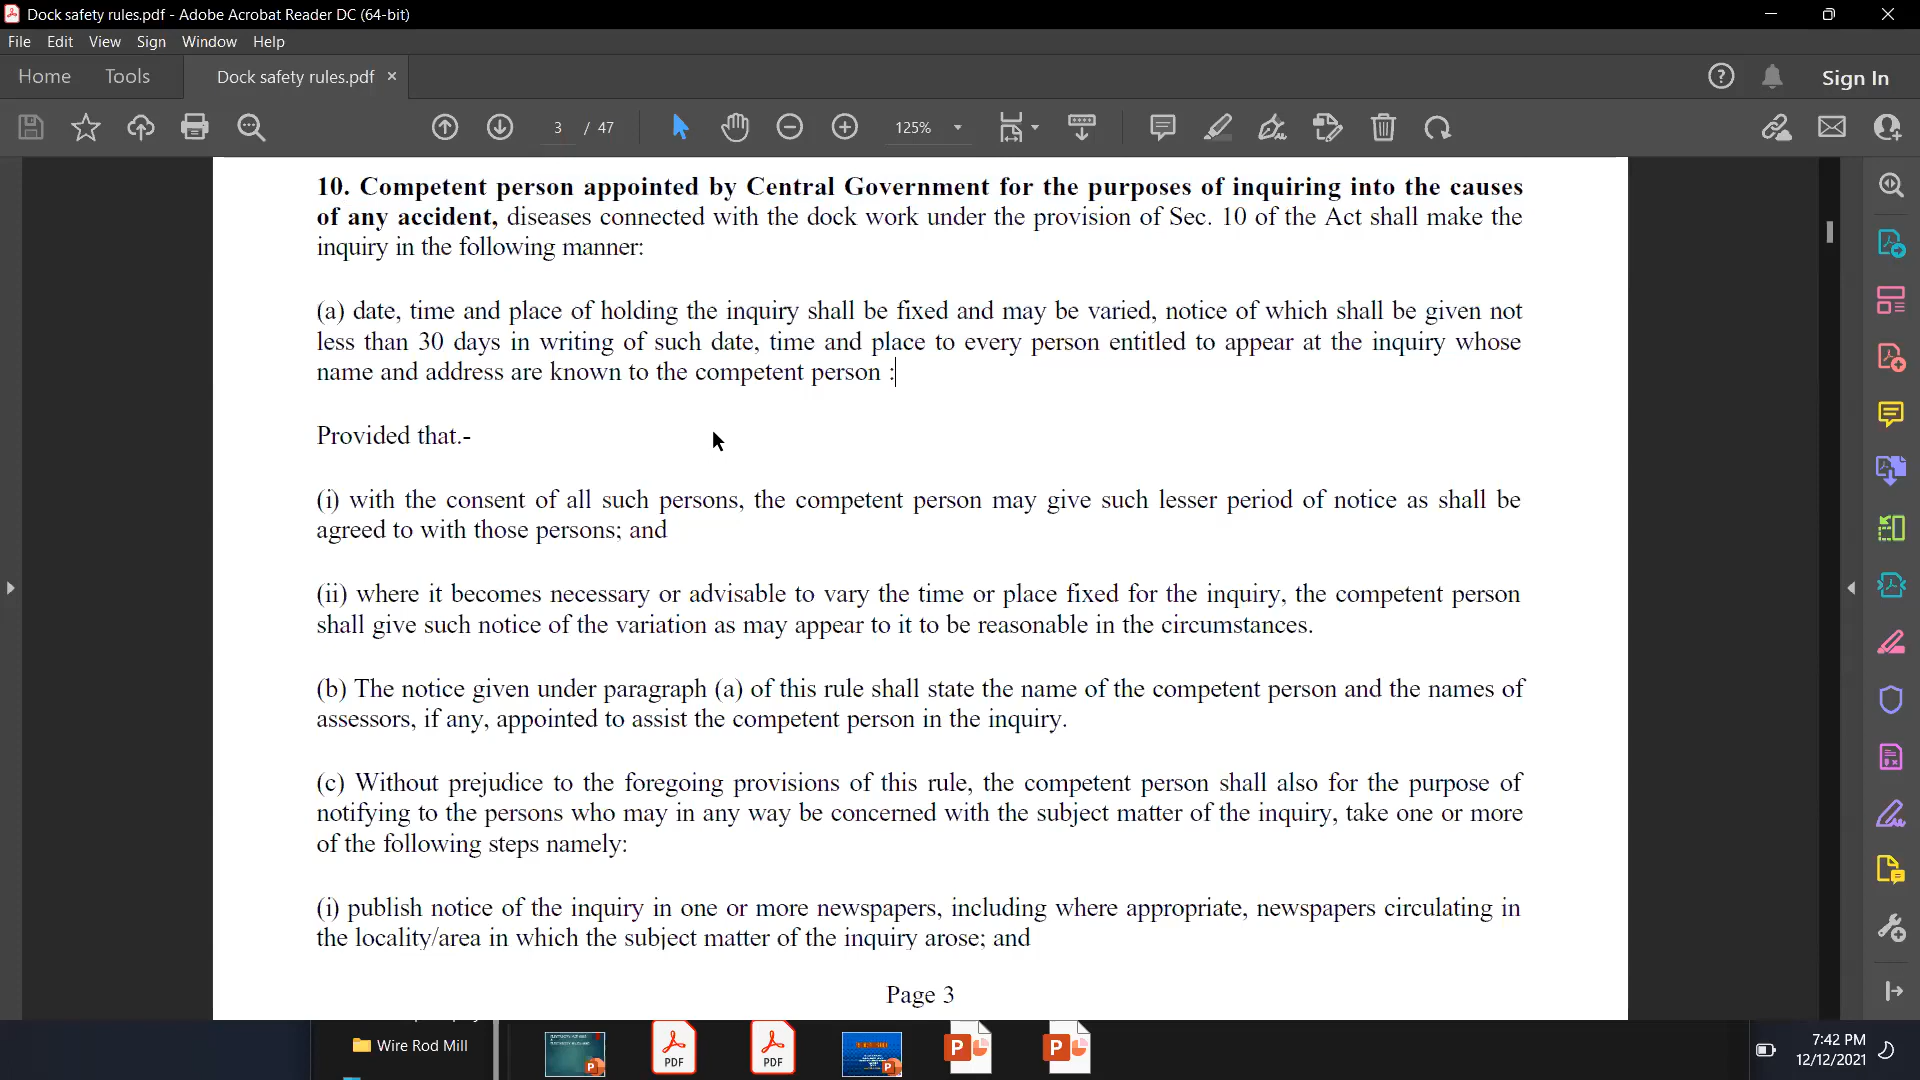 Dock safety rules.pdf - Adobe Acrobat Reader DC (64-bit)
File Edit View Sign Window Help
Home Tools Dock safety rules.pdf × Sign In
3 / 47 125%
10. Competent person appointed by Central Government for the purposes of inquiring into the causes
of any accident, diseases connected with the dock work under the provision of Sec. 10 of the Act shall make the
inquiry in the following manner:
(a) date, time and place of holding the inquiry shall be fixed and may be varied, notice of which shall be given not
less than 30 days in writing of such date, time and place to every person entitled to appear at the inquiry whose
name and address are known to the competent person :
Provided that.-
(i) with the consent of all such persons, the competent person may give such lesser period of notice as shall be
agreed to with those persons; and
(ii) where it becomes necessary or advisable to vary the time or place fixed for the inquiry, the competent person
shall give such notice of the variation as may appear to it to be reasonable in the circumstances.
(b) The notice given under paragraph (a) of this rule shall state the name of the competent person and the names of
assessors, if any, appointed to assist the competent person in the inquiry.
(c) Without prejudice to the foregoing provisions of this rule, the competent person shall also for the purpose of
notifying to the persons who may in any way be concerned with the subject matter of the inquiry, take one or more
of the following steps namely:
(i) publish notice of the inquiry in one or more newspapers, including where appropriate, newspapers circulating in
the locality/area in which the subject matter of the inquiry arose; and
Page 3
Wire Rod Mill
PDF PDF P P P P
7:42 PM
12/12/2021